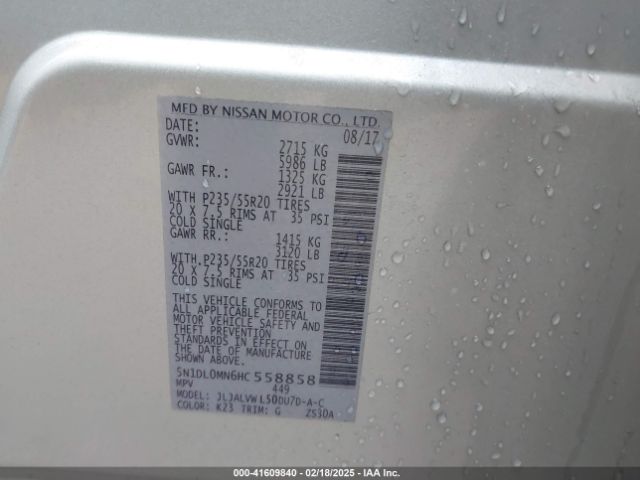 MFD BY NISSAN MOTOR CO., LTD.
DATE: 08/17
GVWR: 2715 KG
5986 LB
GAWR FR.: 1325 KG
2921 LB
WITH P235/55R20 TIRES
20 X 7.5 RIMS AT 35 PSI
COLD SINGLE
GAWR RR.: 1415 KG
3120 LB
WITH P235/55R20 TIRES
20 X 7.5 RIMS AT 35 PSI
COLD SINGLE
THIS VEHICLE CONFORMS TO
ALL APPLICABLE FEDERAL
MOTOR VEHICLE SAFETY AND
THEFT PREVENTION
STANDARDS IN EFFECT ON
THE DATE OF MANUFACTURE
SHOWN ABOVE.
5N1DL0MN6HC558858
MPV 449
MODEL: JLJALVWL50DU7D-A-C
COLOR: K23 TRIM: G ZS30A
000-41609840 - 02/18/2025 - IAAI.COM